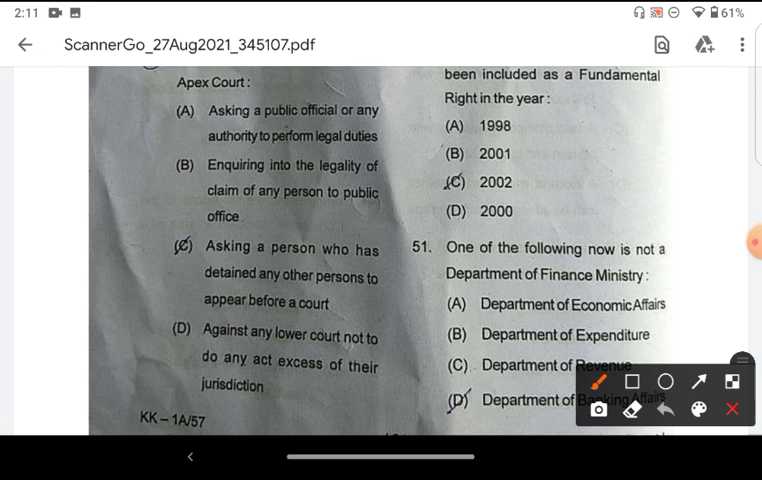 2:11
61%
ScannerGo_27Aug2021_345107.pdf
Apex Court :
(A) Asking a public official or any
authority to perform legal duties
(B) Enquiring into the legality of
claim of any person to public
office
(C) Asking a person who has
detained any other persons to
appear before a court
(D) Against any lower court not to
do any act excess of their
jurisdiction
KK – 1A/57
been included as a Fundamental
Right in the year :
(A) 1998
(B) 2001
(C) 2002
(D) 2000
51. One of the following now is not a
Department of Finance Ministry :
(A) Department of Economic Affairs
(B) Department of Expenditure
(C) Department of Revenue
(D) Department of Banking Affairs